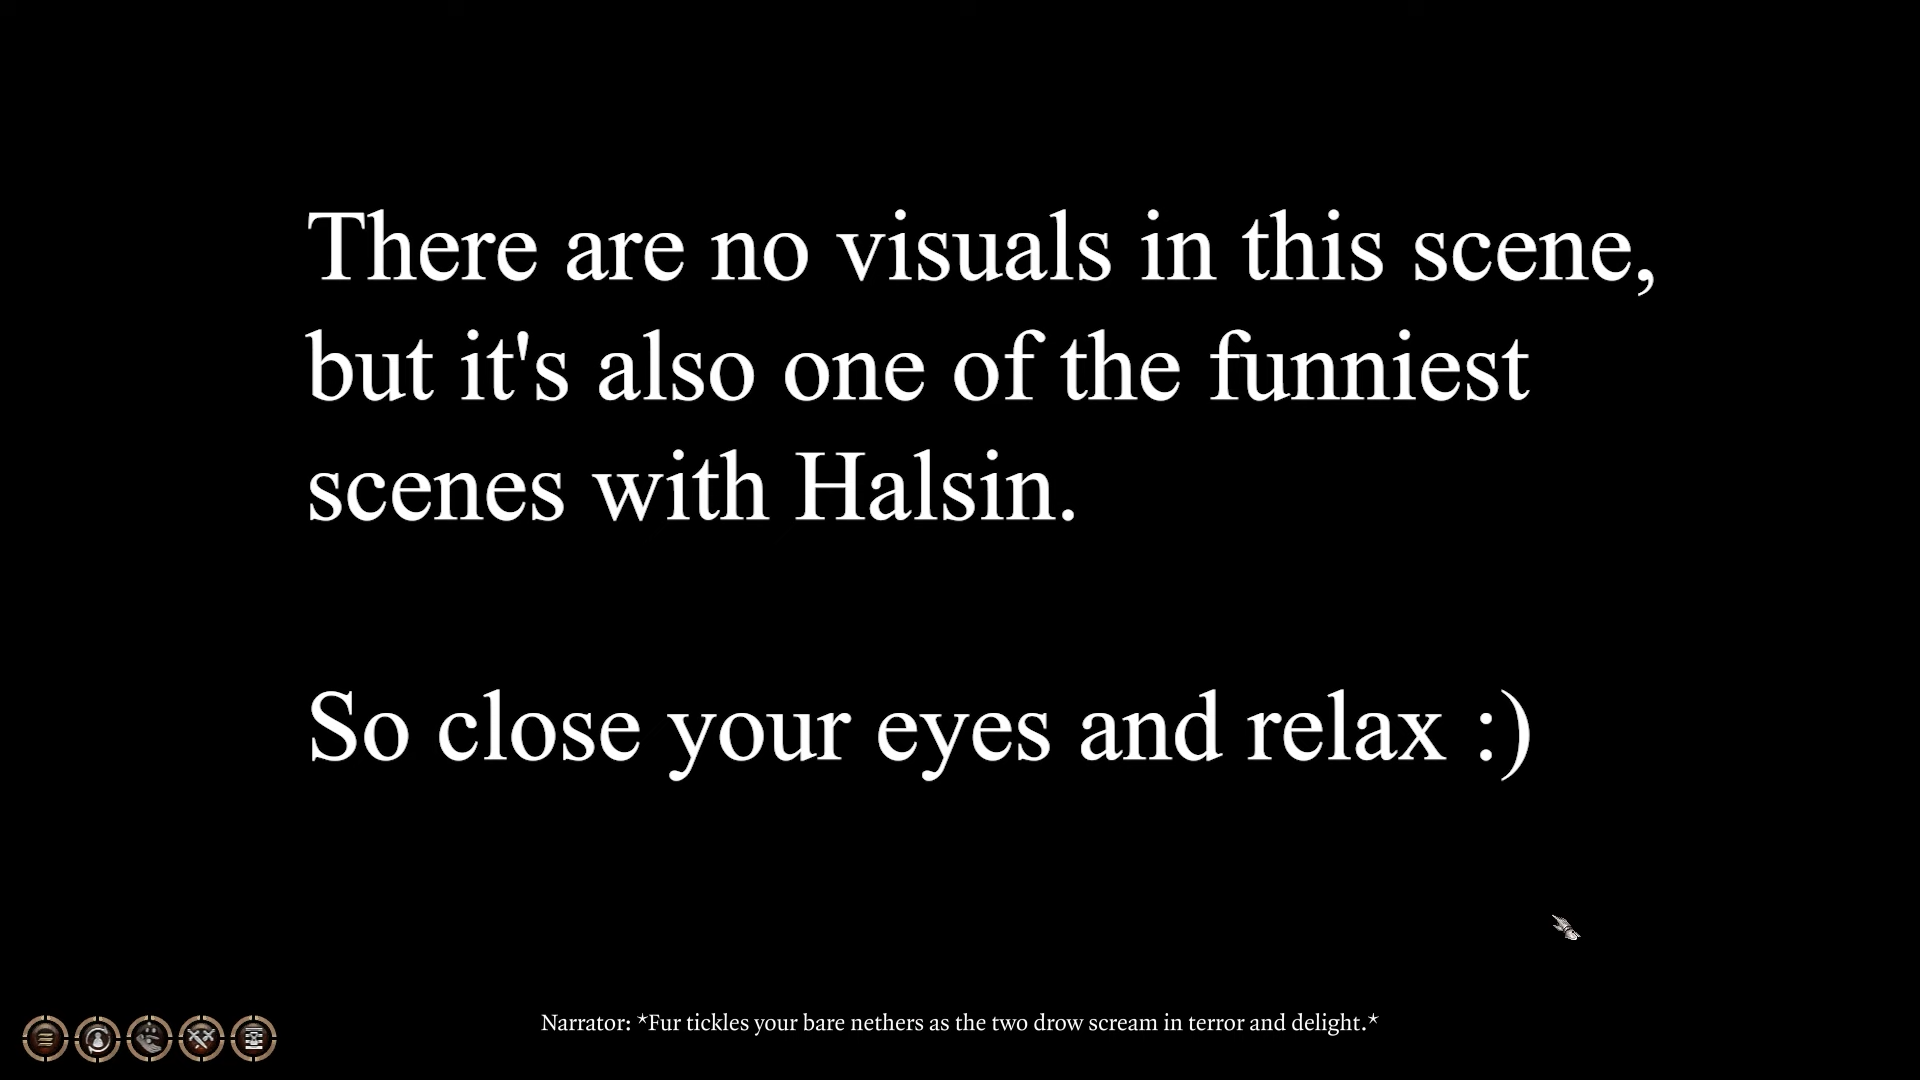 There are no visuals in this scene,
but it's also one of the funniest
scenes with Halsin.
So close your eyes and relax :)
Narrator: *Fur tickles your bare nethers as the two drow scream in terror and delight.*